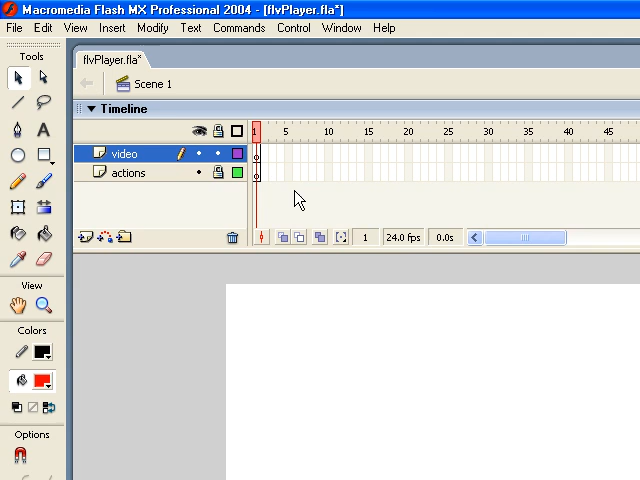 Macromedia Flash MX Professional 2004 - [flvPlayer.fla*]
File Edit View Insert Modify Text Commands Control Window Help
Tools
flvPlayer.fla*
Scene 1
Timeline
1 5 10 15 20 25 30 35 40 45
video
actions
1 24.0 fps 0.0s
View
Colors
Options